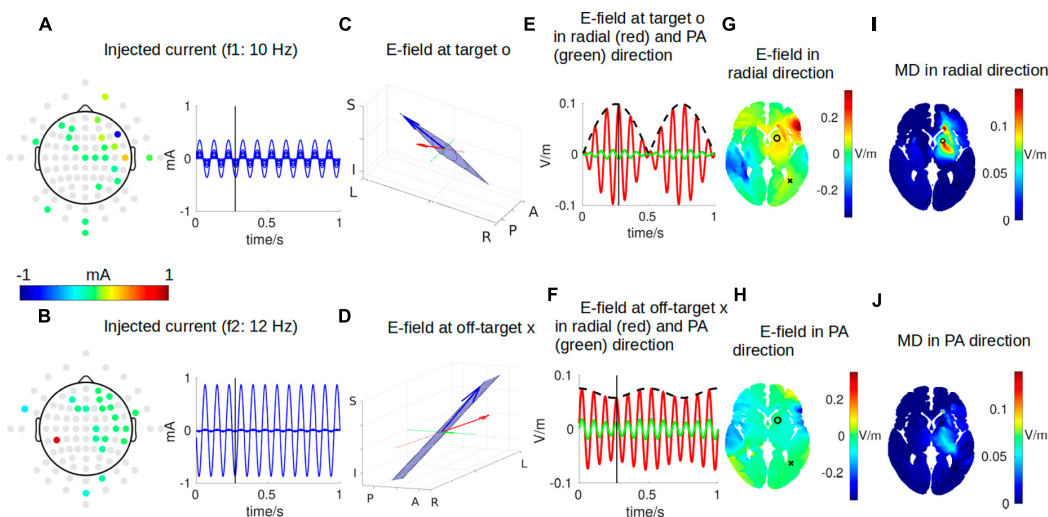 A
Injected current (f1: 10 Hz)
1
0
-1
mA
0
0.5
1
time/s
C
E-field at target o
S
I
L
R
P
A
E
E-field at target o
in radial (red) and PA
(green) direction
0.1
0
-0.1
V/m
0
0.5
1
time/s
G
E-field in
radial direction
0.2
0
-0.2
V/m
I
MD in radial direction
0.1
0.05
0
V/m
-1
mA
1
B
Injected current (f2: 12 Hz)
1
0
-1
mA
0
0.5
1
time/s
D
E-field at off-target x
S
I
P
A
R
L
F
E-field at off-target x
in radial (red) and PA
(green) direction
0.1
0
-0.1
V/m
0
0.5
1
time/s
H
E-field in PA
direction
0.2
0
-0.2
V/m
J
MD in PA direction
0.1
0.05
0
V/m